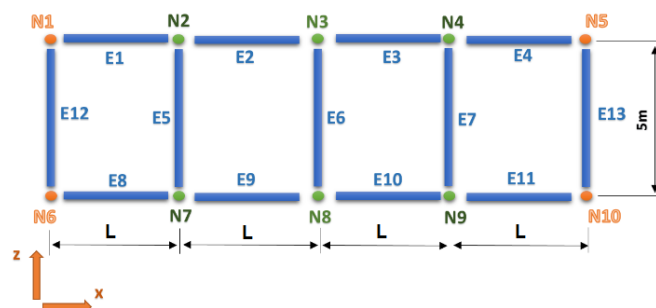 N1 N2 N3 N4 N5
E1 E2 E3 E4
E12 E5 E6 E7 E13
5m
E8 E9 E10 E11
N6 N7 N8 N9 N10
L L L L
z
x